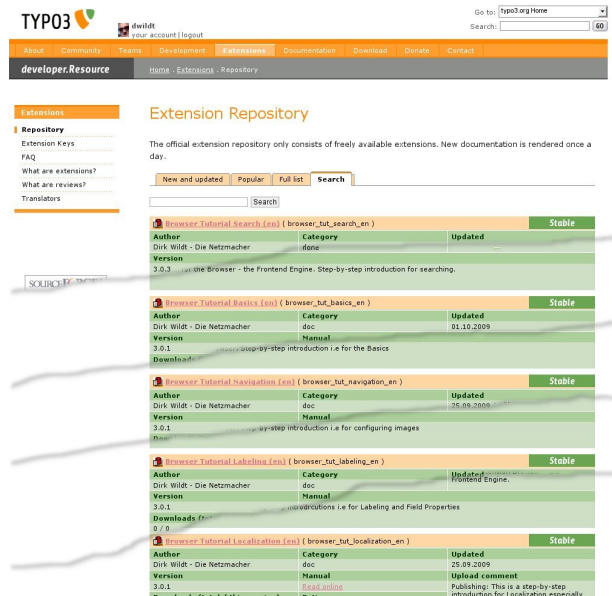 Go to: typo3.org Home
TYPO3
dwildt
your account | logout
Search: GO
About Community Teams Development Extensions Documentation Download Donate Contact
developer.Resource
Home . Extensions . Repository
Extensions
Repository
Extension Keys
FAQ
What are extensions?
What are reviews?
Translators
SOURCE
Extension Repository
The official extension repository only consists of freely available extensions. New documentation is rendered once a
day.
New and updated Popular Full list Search
Search
Browser Tutorial Search (en) ( browser_tut_search_en ) Stable
Author Category Updated
Dirk Wildt - Die Netzmacher
Version
3.0.3 the Browser - the Frontend Engine. Step-by-step introduction for searching.
Browser Tutorial Basics (en) ( browser_tut_basics_en ) Stable
Author Category Updated
Dirk Wildt - Die Netzmacher doc 01.10.2009
Version Manual
3.0.1 Step-by-step introduction i.e for the Basics
Downloads
Browser Tutorial Navigation (en) ( browser_tut_navigation_en ) Stable
Author Category Updated
Dirk Wildt - Die Netzmacher doc 25.09.2009
Version Manual
3.0.1 introduction i.e for configuring images
Browser Tutorial Labeling (en) ( browser_tut_labeling_en ) Stable
Author Category Updated
Frontend Engine.
Dirk Wildt - Die Netzmacher doc
Version Manual
3.0.1 i.e for Labeling and Field Properties
Downloads
0 / 0
Browser Tutorial Localization (en) ( browser_tut_localization_en ) Stable
Author Category Updated
Dirk Wildt - Die Netzmacher doc 25.09.2009
Version Manual Upload comment
3.0.1 Read online Publishing: This is a step-by-step
introduction for Localization especially